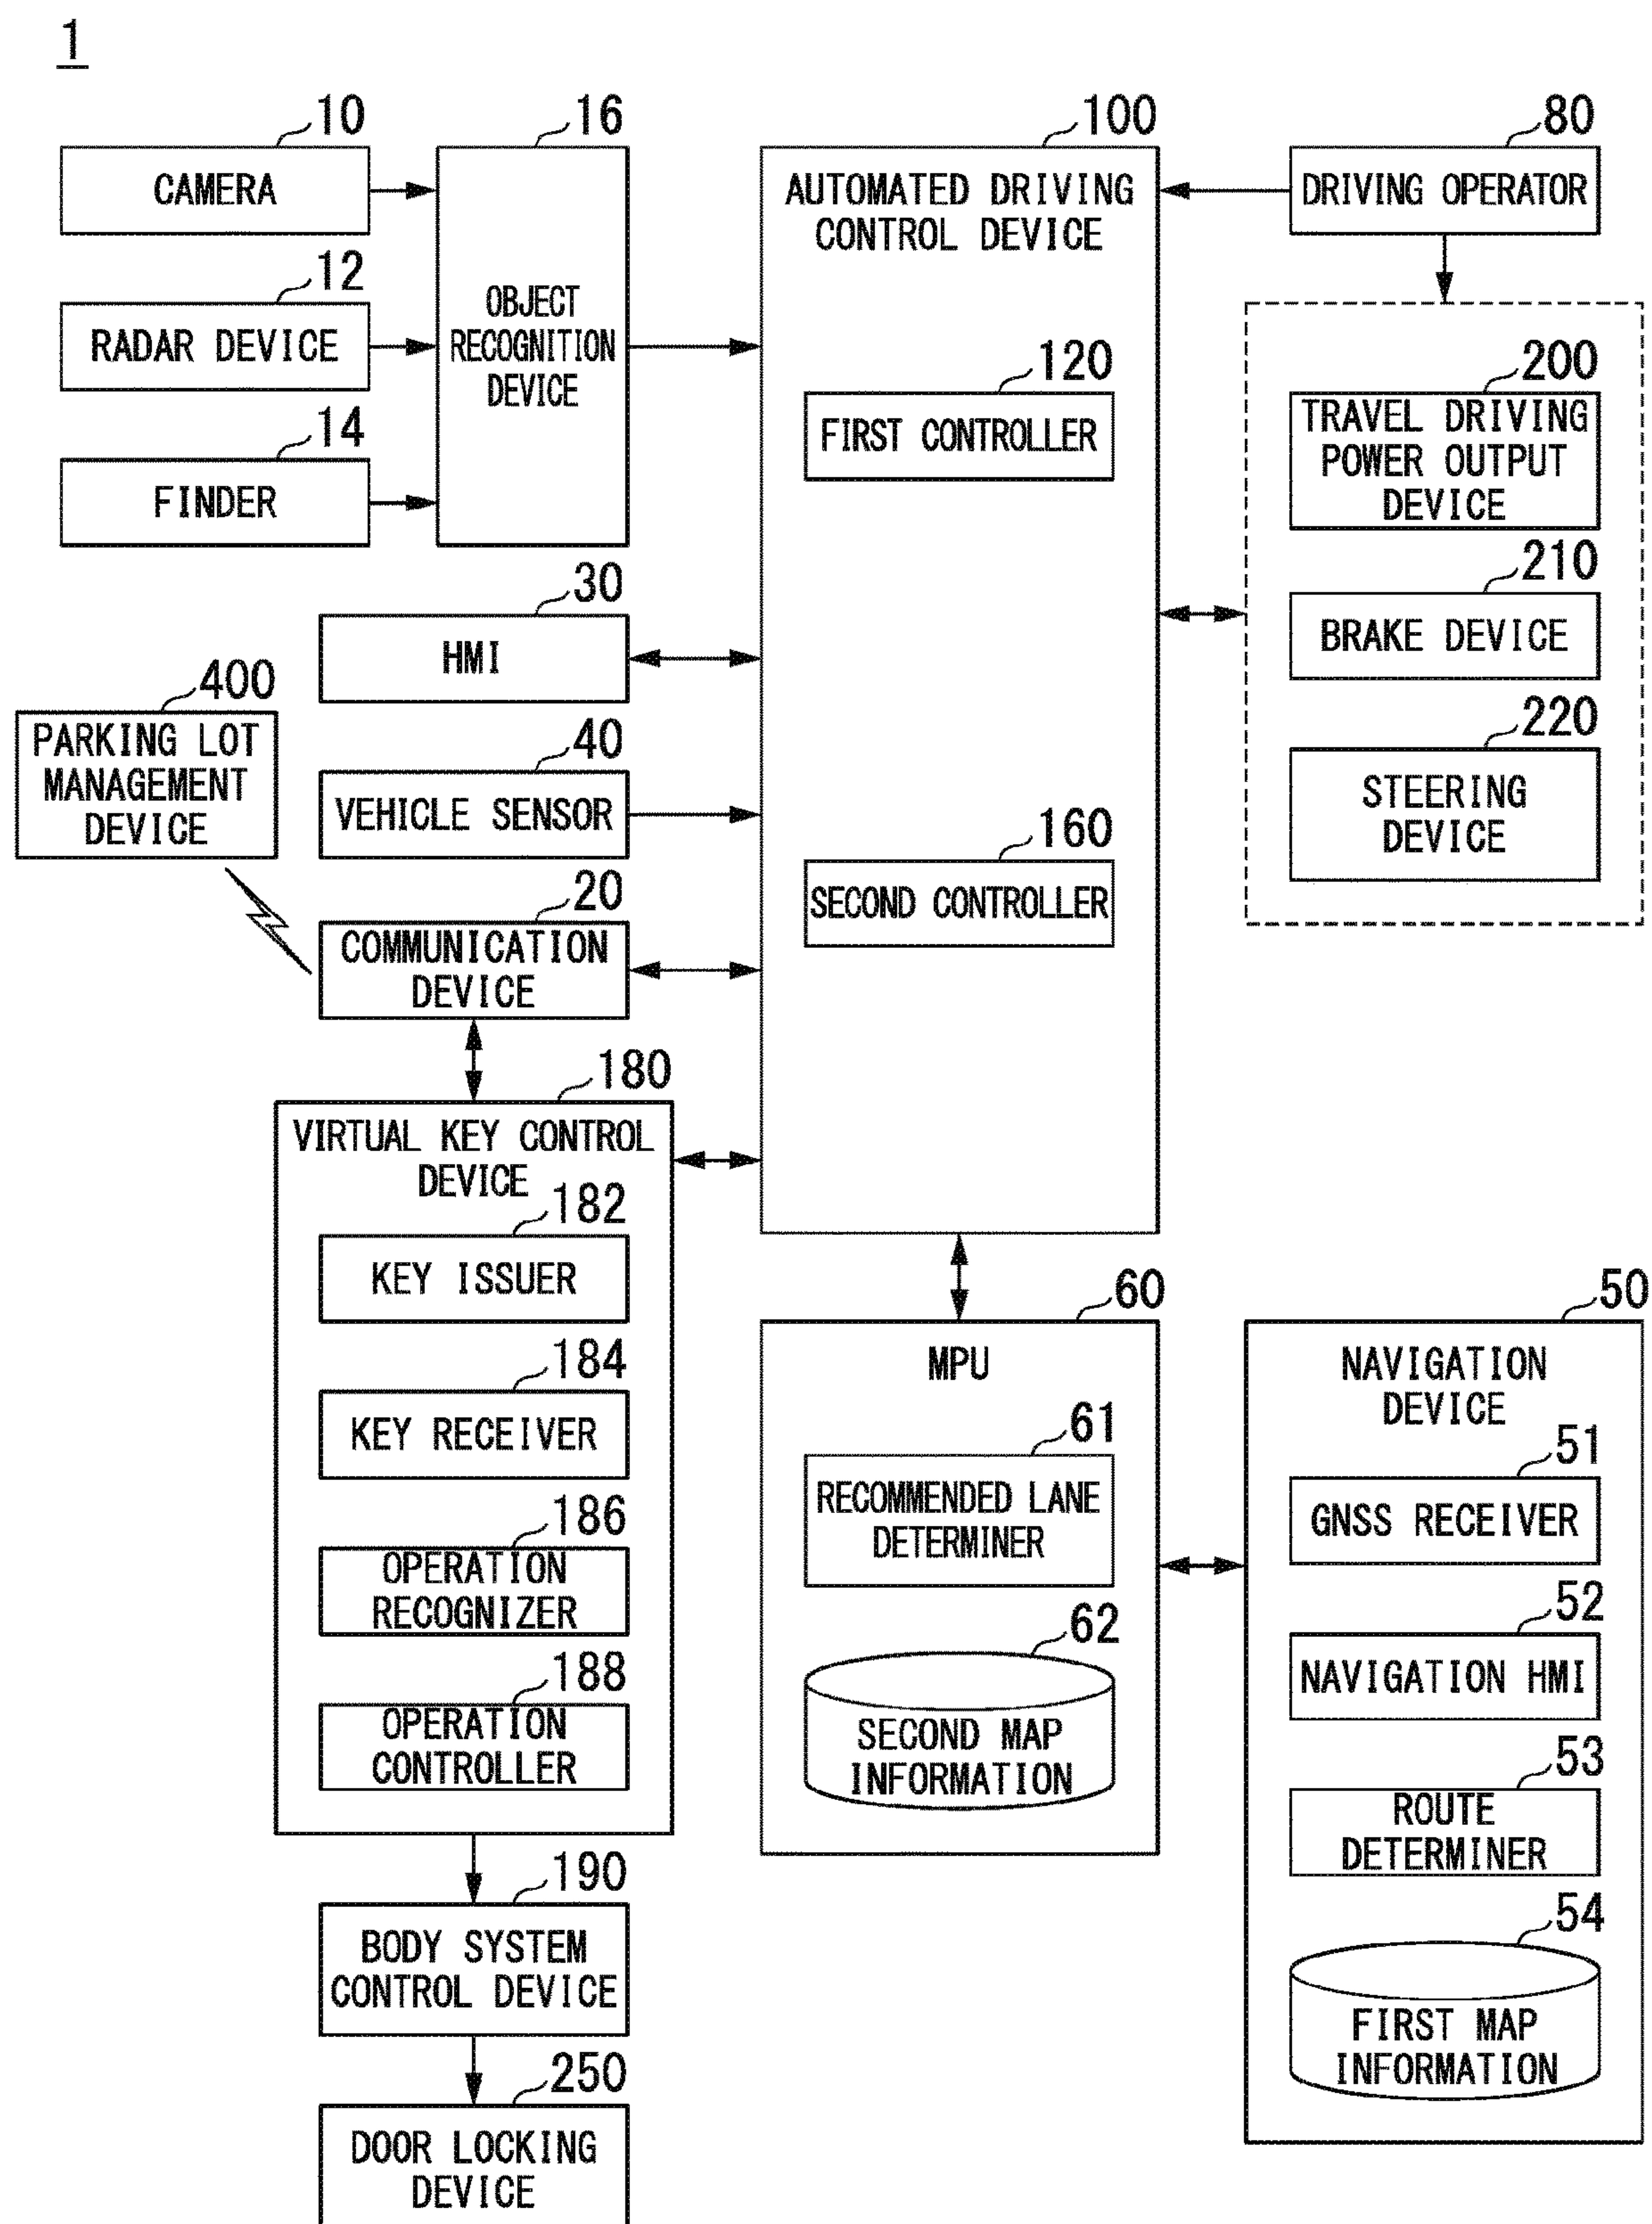 1
10
CAMERA
12
RADAR DEVICE
14
FINDER
16
OBJECT
RECOGNITION
DEVICE
30
HMI
400
PARKING LOT
MANAGEMENT
DEVICE
40
VEHICLE SENSOR
20
COMMUNICATION
DEVICE
180
VIRTUAL KEY CONTROL
DEVICE
182
KEY ISSUER
184
KEY RECEIVER
186
OPERATION
RECOGNIZER
188
OPERATION
CONTROLLER
190
BODY SYSTEM
CONTROL DEVICE
250
DOOR LOCKING
DEVICE
100
AUTOMATED DRIVING
CONTROL DEVICE
120
FIRST CONTROLLER
160
SECOND CONTROLLER
60
MPU
61
RECOMMENDED LANE
DETERMINER
62
SECOND MAP
INFORMATION
80
DRIVING OPERATOR
200
TRAVEL DRIVING
POWER OUTPUT
DEVICE
210
BRAKE DEVICE
220
STEERING
DEVICE
50
NAVIGATION
DEVICE
51
GNSS RECEIVER
52
NAVIGATION HMI
53
ROUTE
DETERMINER
54
FIRST MAP
INFORMATION